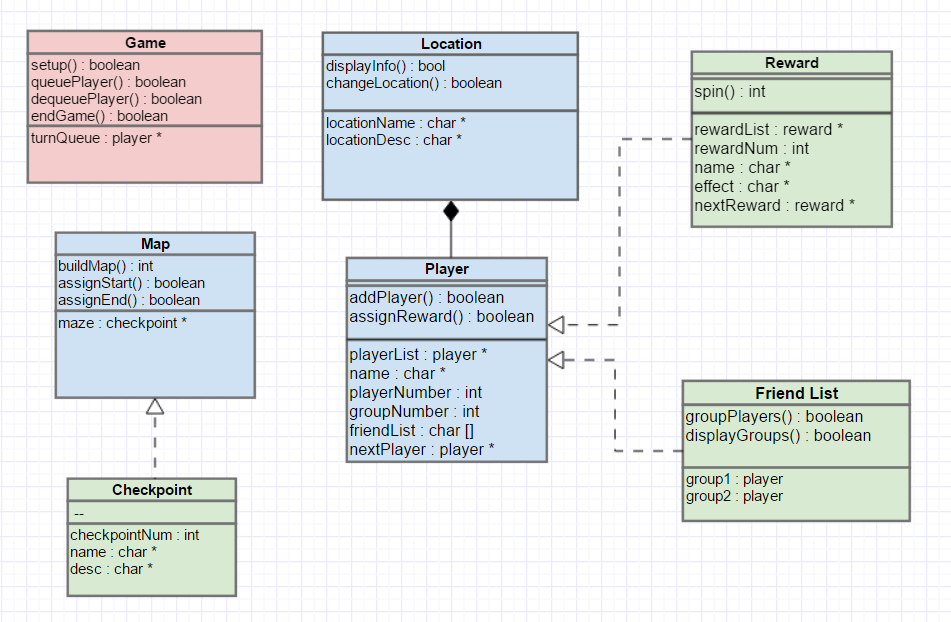 Game
setup() : boolean
queuePlayer() : boolean
dequeuePlayer() : boolean
endGame() : boolean
turnQueue : player *
Location
displayInfo() : bool
changeLocation() : boolean
locationName : char *
locationDesc : char *
Reward
spin() : int
rewardList : reward *
rewardNum : int
name : char *
effect : char *
nextReward : reward *
Map
buildMap() : int
assignStart() : boolean
assignEnd() : boolean
maze : checkpoint *
Player
addPlayer() : boolean
assignReward() : boolean
playerList : player *
name : char *
playerNumber : int
groupNumber : int
friendList : char []
nextPlayer : player *
Friend List
groupPlayers() : boolean
displayGroups() : boolean
group1 : player
group2 : player
Checkpoint
--
checkpointNum : int
name : char *
desc : char *